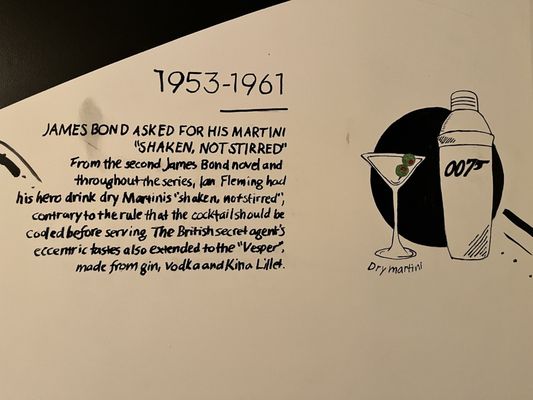 1953-1961
JAMES BOND ASKED FOR HIS MARTINI
"SHAKEN, NOT STIRRED"
From the second James Bond novel and
throughout the series, Ian Fleming had
his hero drink dry Martinis "shaken, not stirred",
contrary to the rule that the cocktail should be
cooled before serving. The British secret agent's
eccentric tastes also extended to the "Vesper",
made from gin, vodka and Kina Lillet.
007
Dry martini